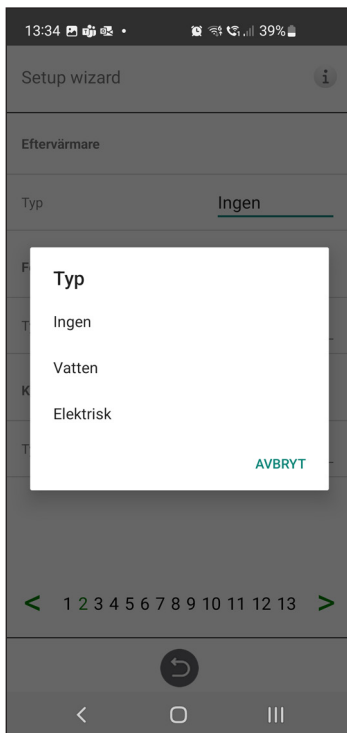 13:34 39%
Setup wizard i
Eftervärmare
Typ Ingen
F
Typ
T
Ingen
Vatten
K
Elektrisk
T
AVBRYT
< 1 2 3 4 5 6 7 8 9 10 11 12 13 >